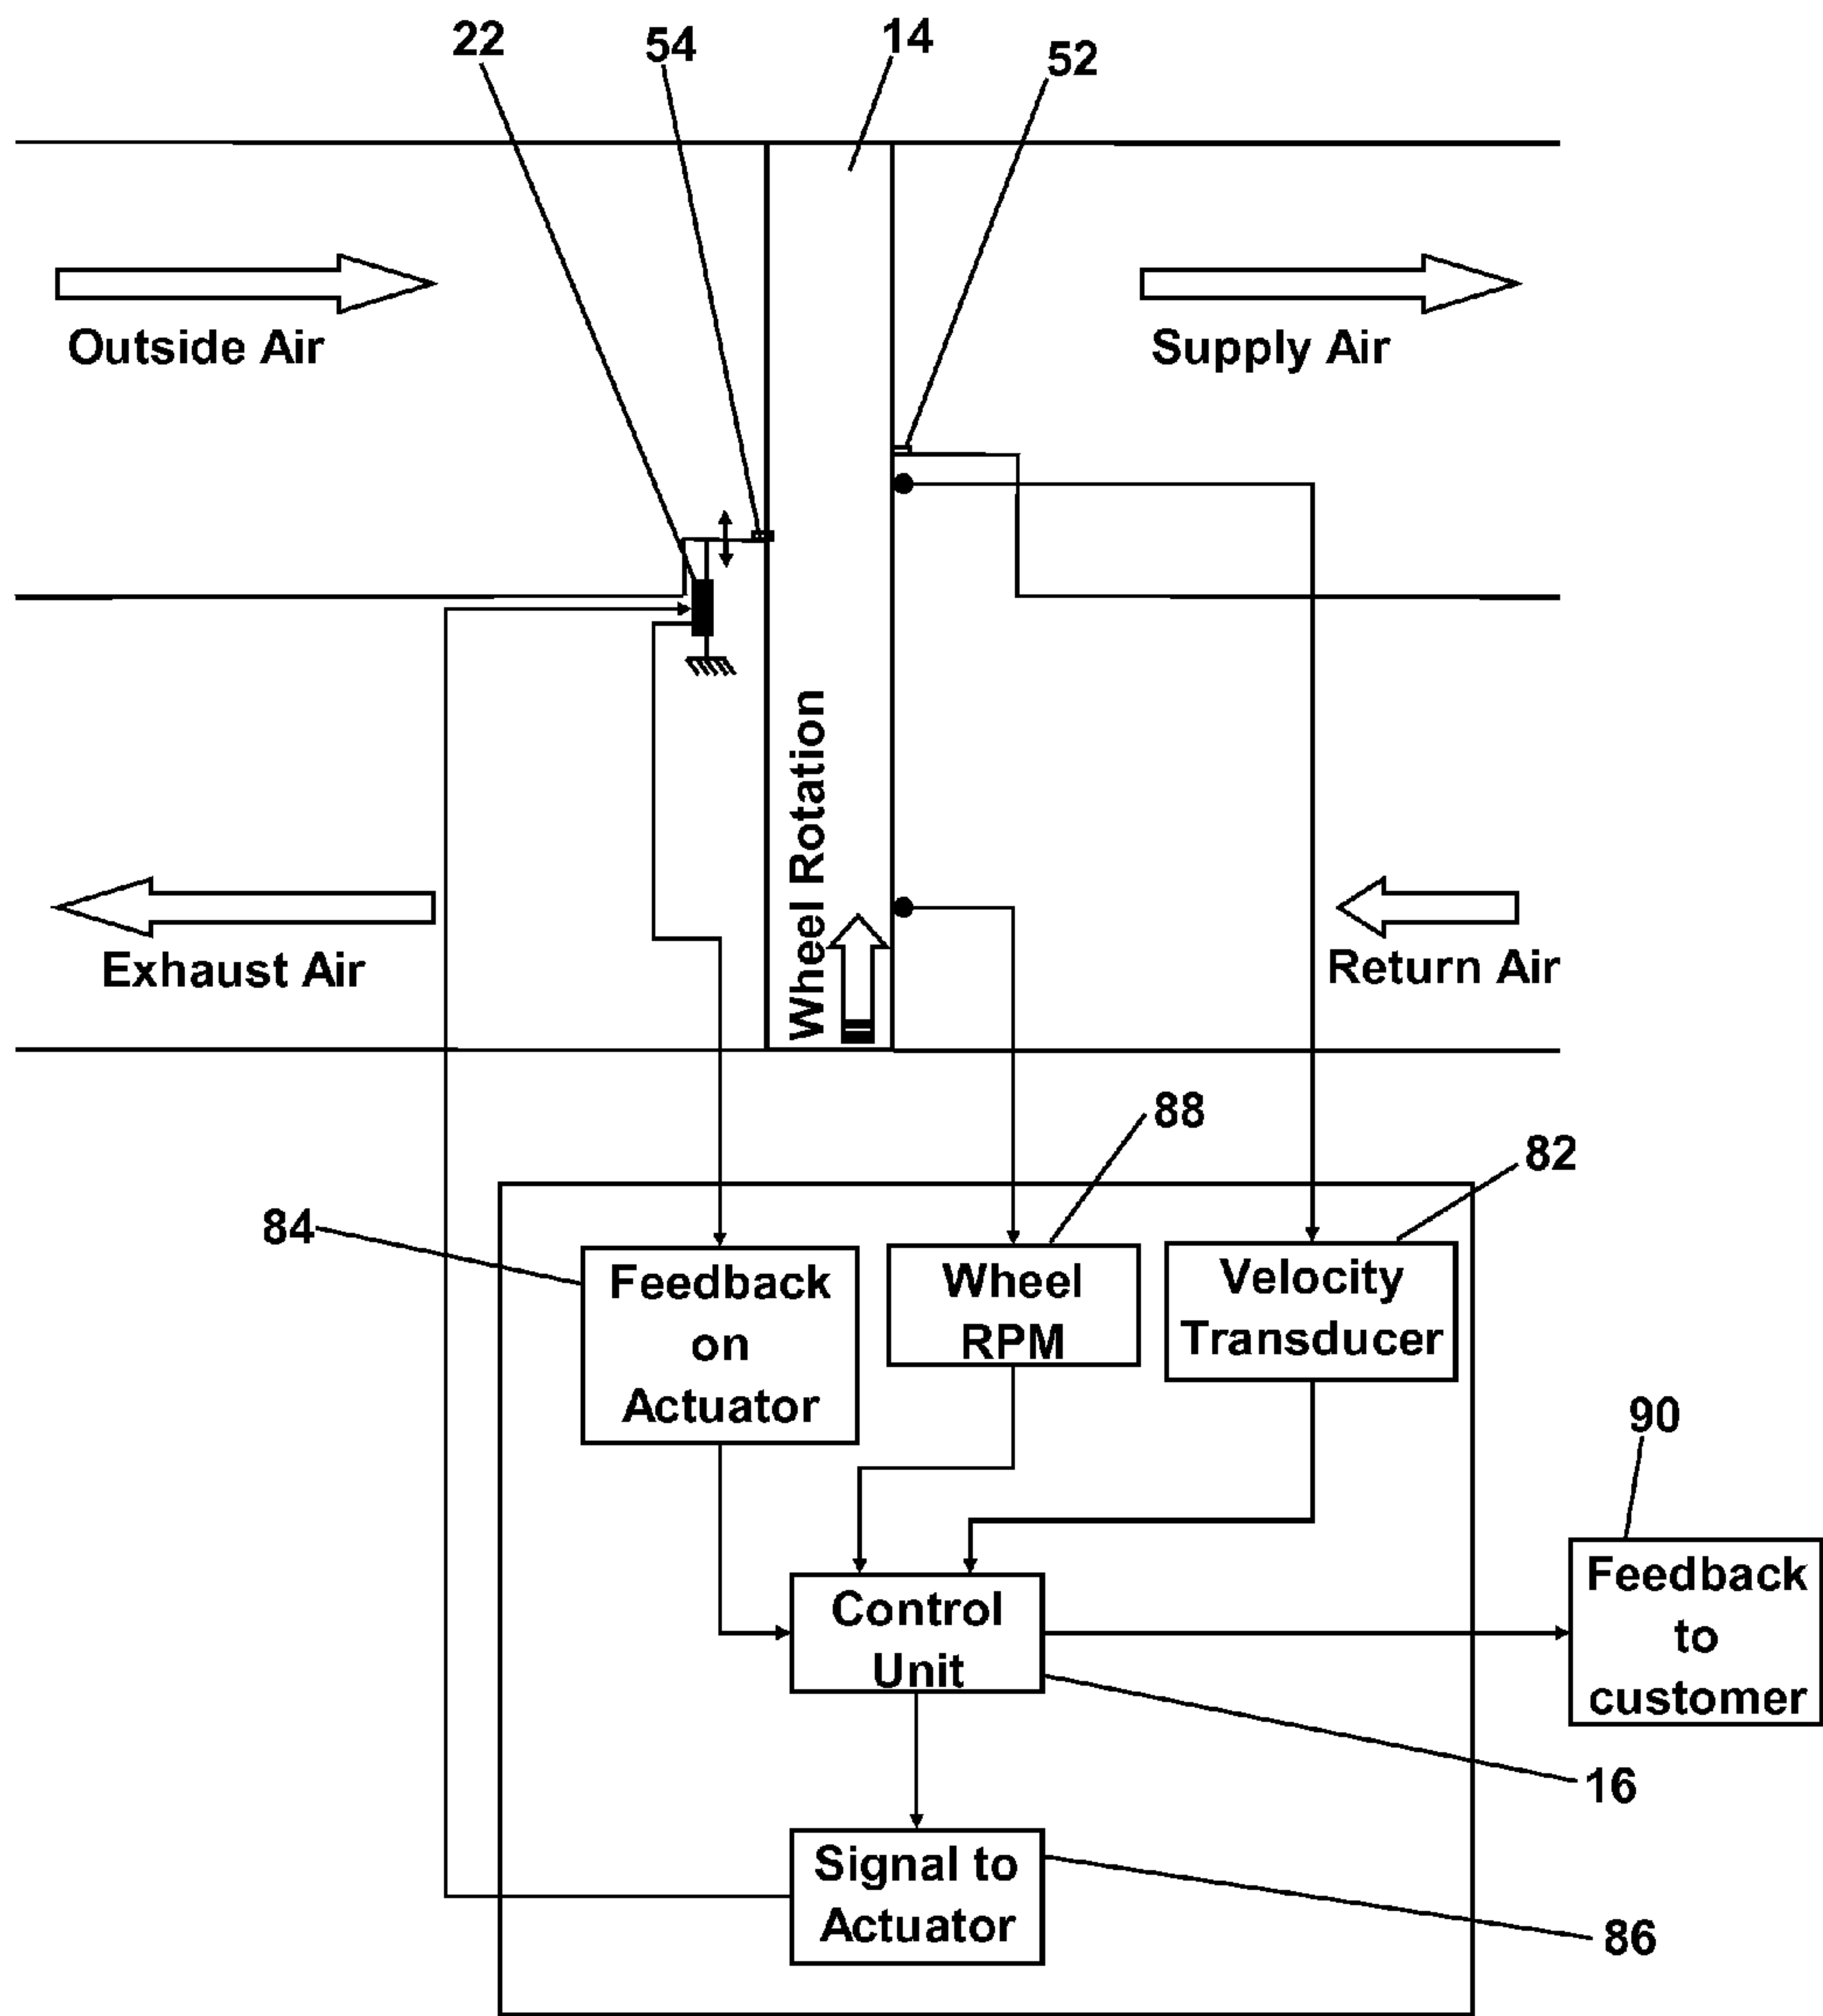 22
54
14
52
Outside Air
Supply Air
Wheel Rotation
Exhaust Air
Return Air
88
82
84
Feedback
on
Actuator
Wheel
RPM
Velocity
Transducer
90
Feedback
to
customer
Control
Unit
16
Signal to
Actuator
86